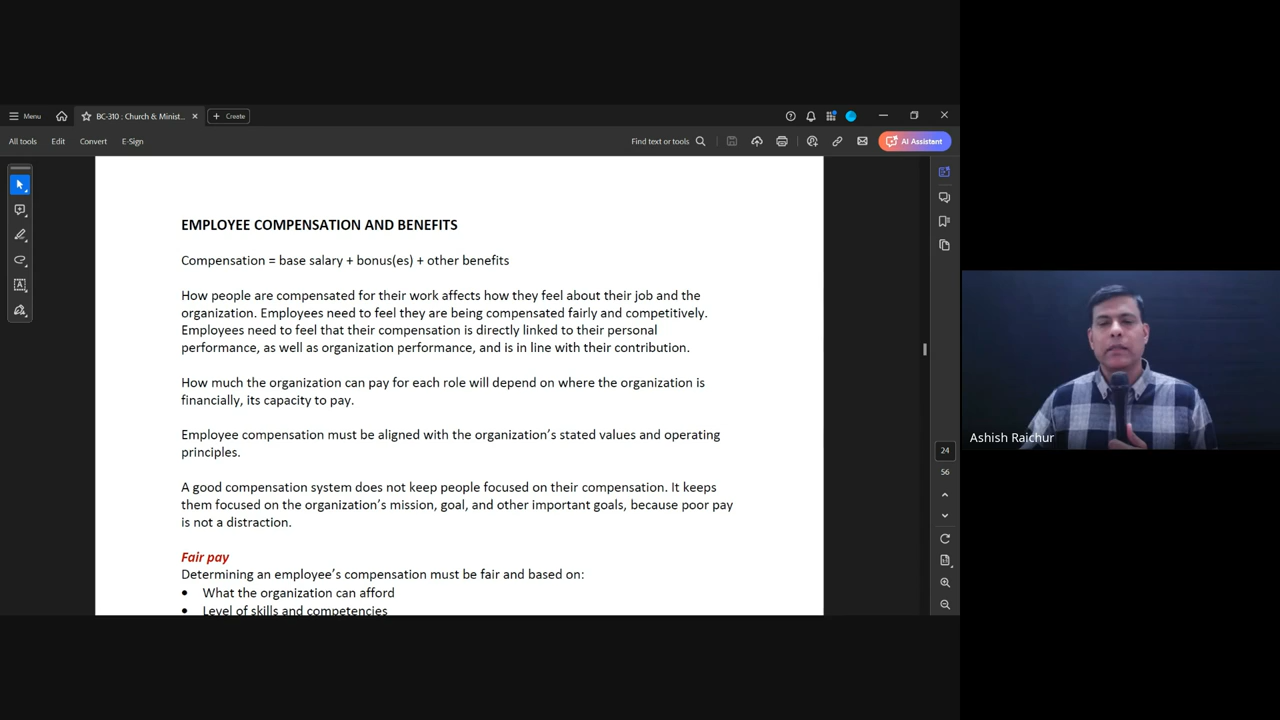 Menu
BC-310 : Church & Minist...
Create
All tools
Edit
Convert
E-Sign
Find text or tools
AI Assistant
EMPLOYEE COMPENSATION AND BENEFITS
Compensation = base salary + bonus(es) + other benefits
How people are compensated for their work affects how they feel about their job and the
organization. Employees need to feel they are being compensated fairly and competitively.
Employees need to feel that their compensation is directly linked to their personal
performance, as well as organization performance, and is in line with their contribution.
How much the organization can pay for each role will depend on where the organization is
financially, its capacity to pay.
Employee compensation must be aligned with the organization's stated values and operating
principles.
A good compensation system does not keep people focused on their compensation. It keeps
them focused on the organization's mission, goal, and other important goals, because poor pay
is not a distraction.
Fair pay
Determining an employee's compensation must be fair and based on:
• What the organization can afford
• Level of skills and competencies
24
56
Ashish Raichur